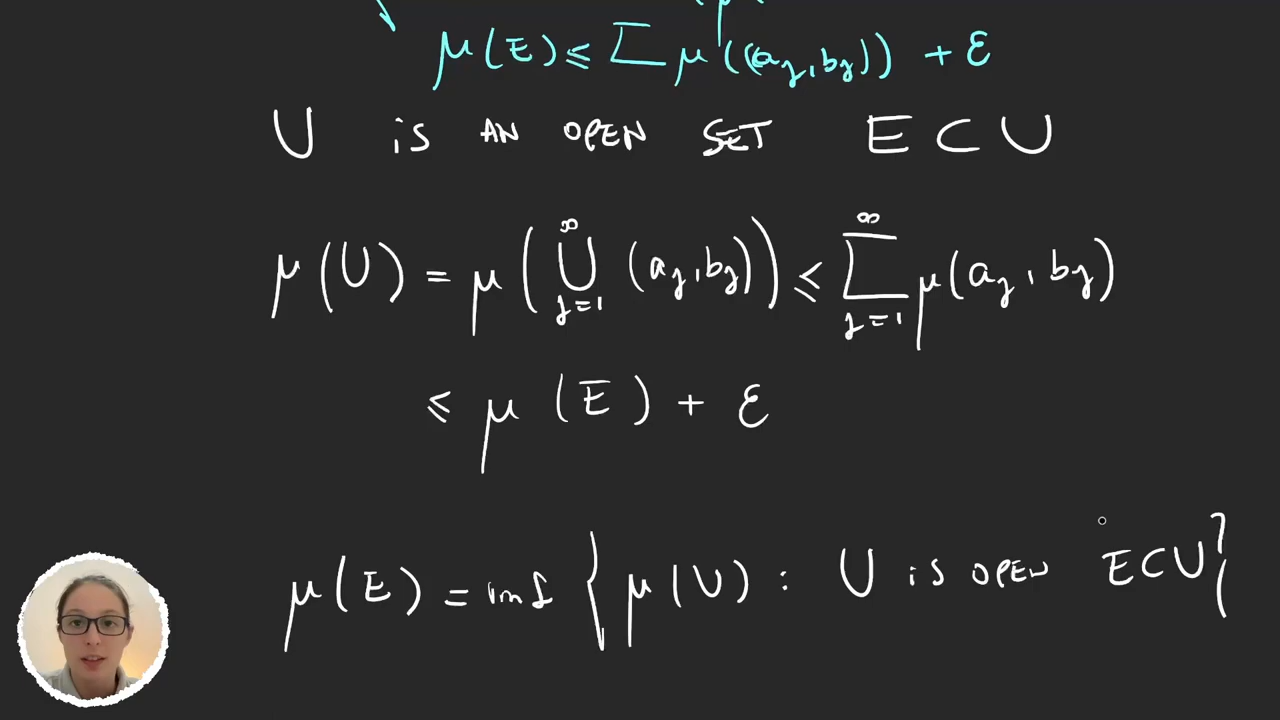 μ(E) ≤ Σ μ((a_j, b_j)) + ε
U is AN OPEN SET E ⊂ U
μ(U) = μ(⋃_{j=1}^∞ (a_j, b_j)) ≤ Σ_{j=1}^∞ μ(a_j, b_j)
≤ μ(E) + ε
μ(E) = inf { μ(U) : U is OPEN E ⊂ U }